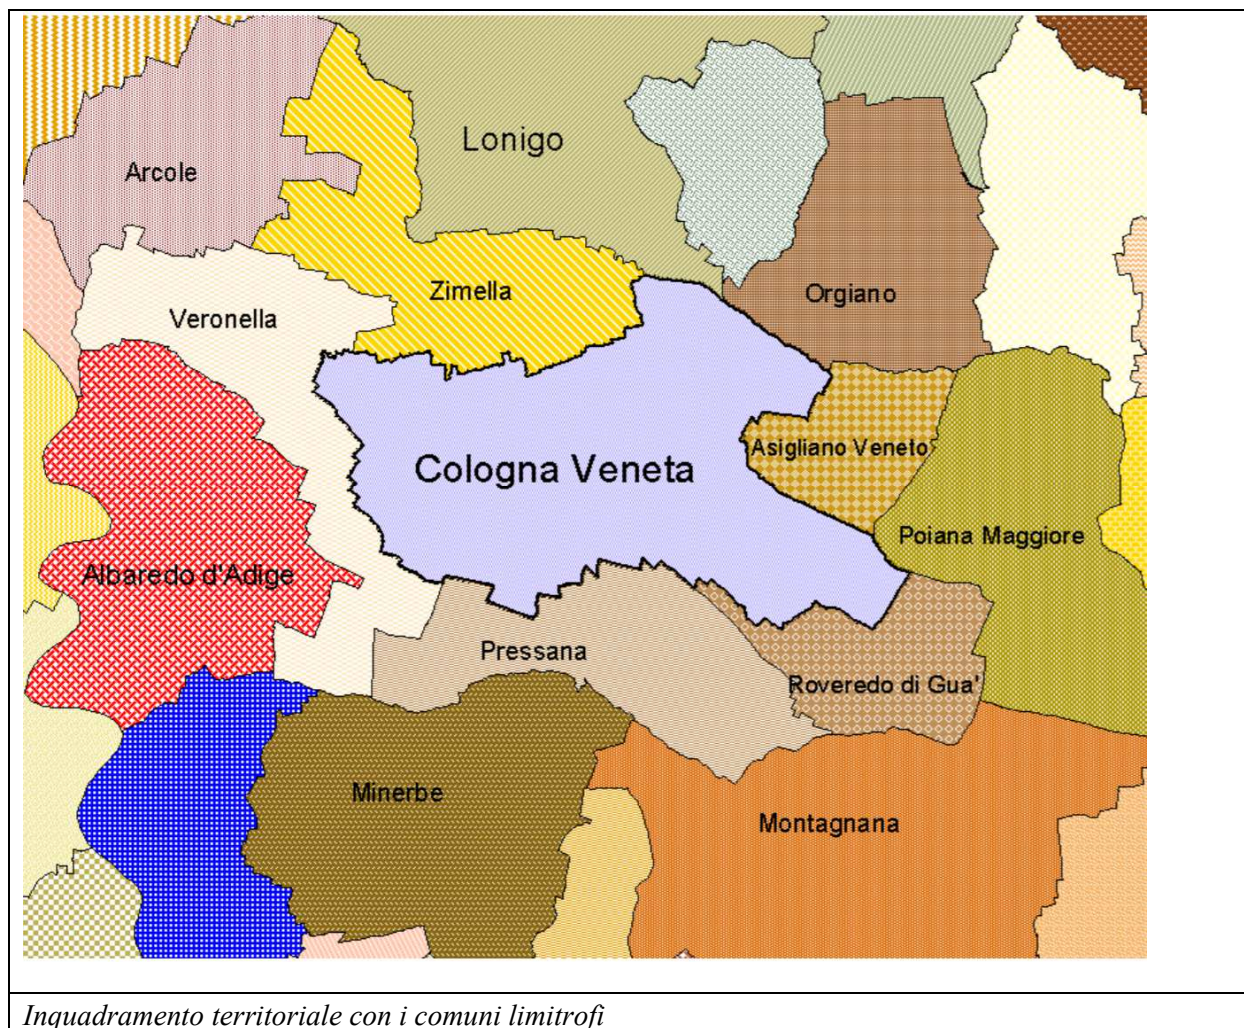 Lonigo
Arcole
Zimella
Orgiano
Veronella
Asigliano Veneto
Cologna Veneta
Poiana Maggiore
Albaredo d'Adige
Pressana
Roveredo di Gua'
Minerbe
Montagnana
Inquadramento territoriale con i comuni limitrofi